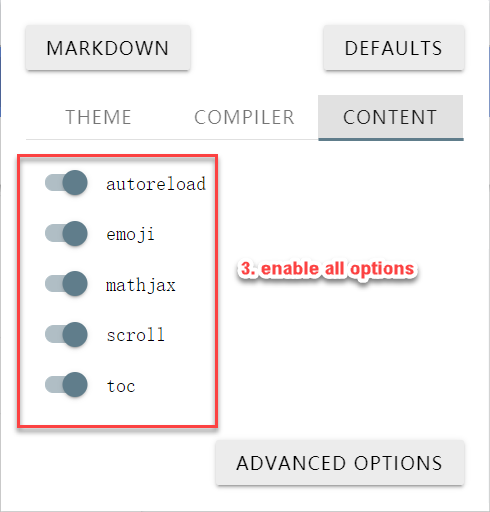 MARKDOWN
DEFAULTS
THEME
COMPILER
CONTENT
autoreload
emoji
3. enable all options
mathjax
scroll
toc
ADVANCED OPTIONS